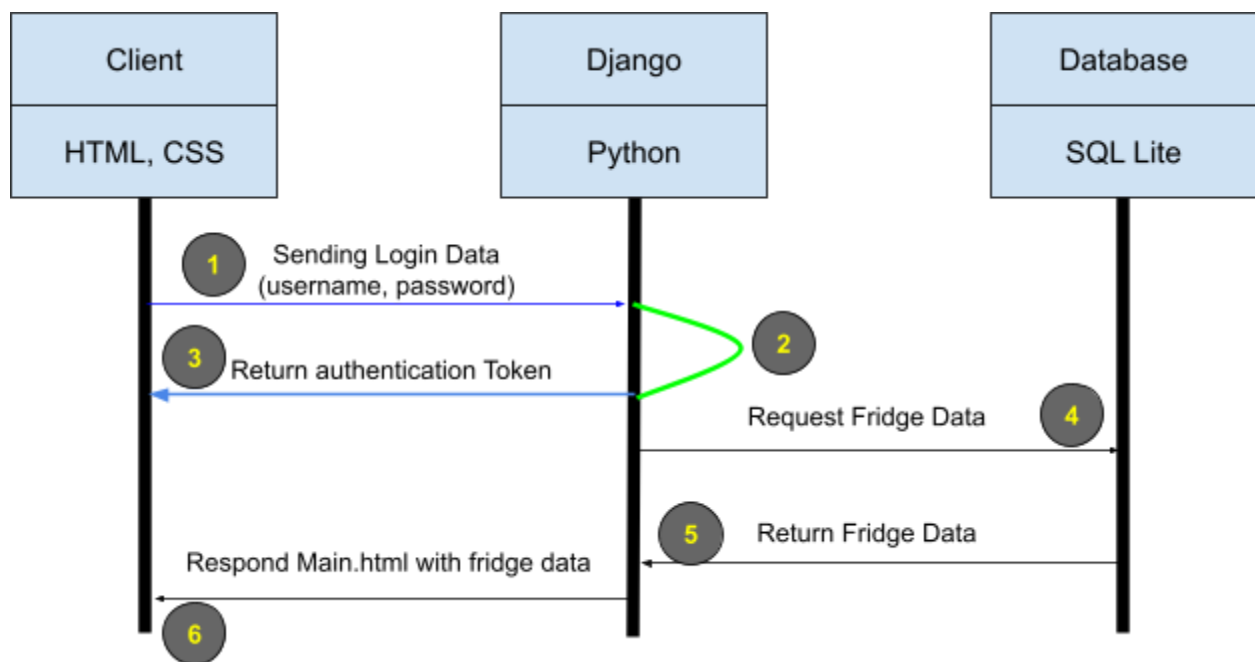 Client
Django
Database
HTML, CSS
Python
SQL Lite
1
Sending Login Data
(username, password)
2
3
Return authentication Token
Request Fridge Data
4
5
Return Fridge Data
Respond Main.html with fridge data
6